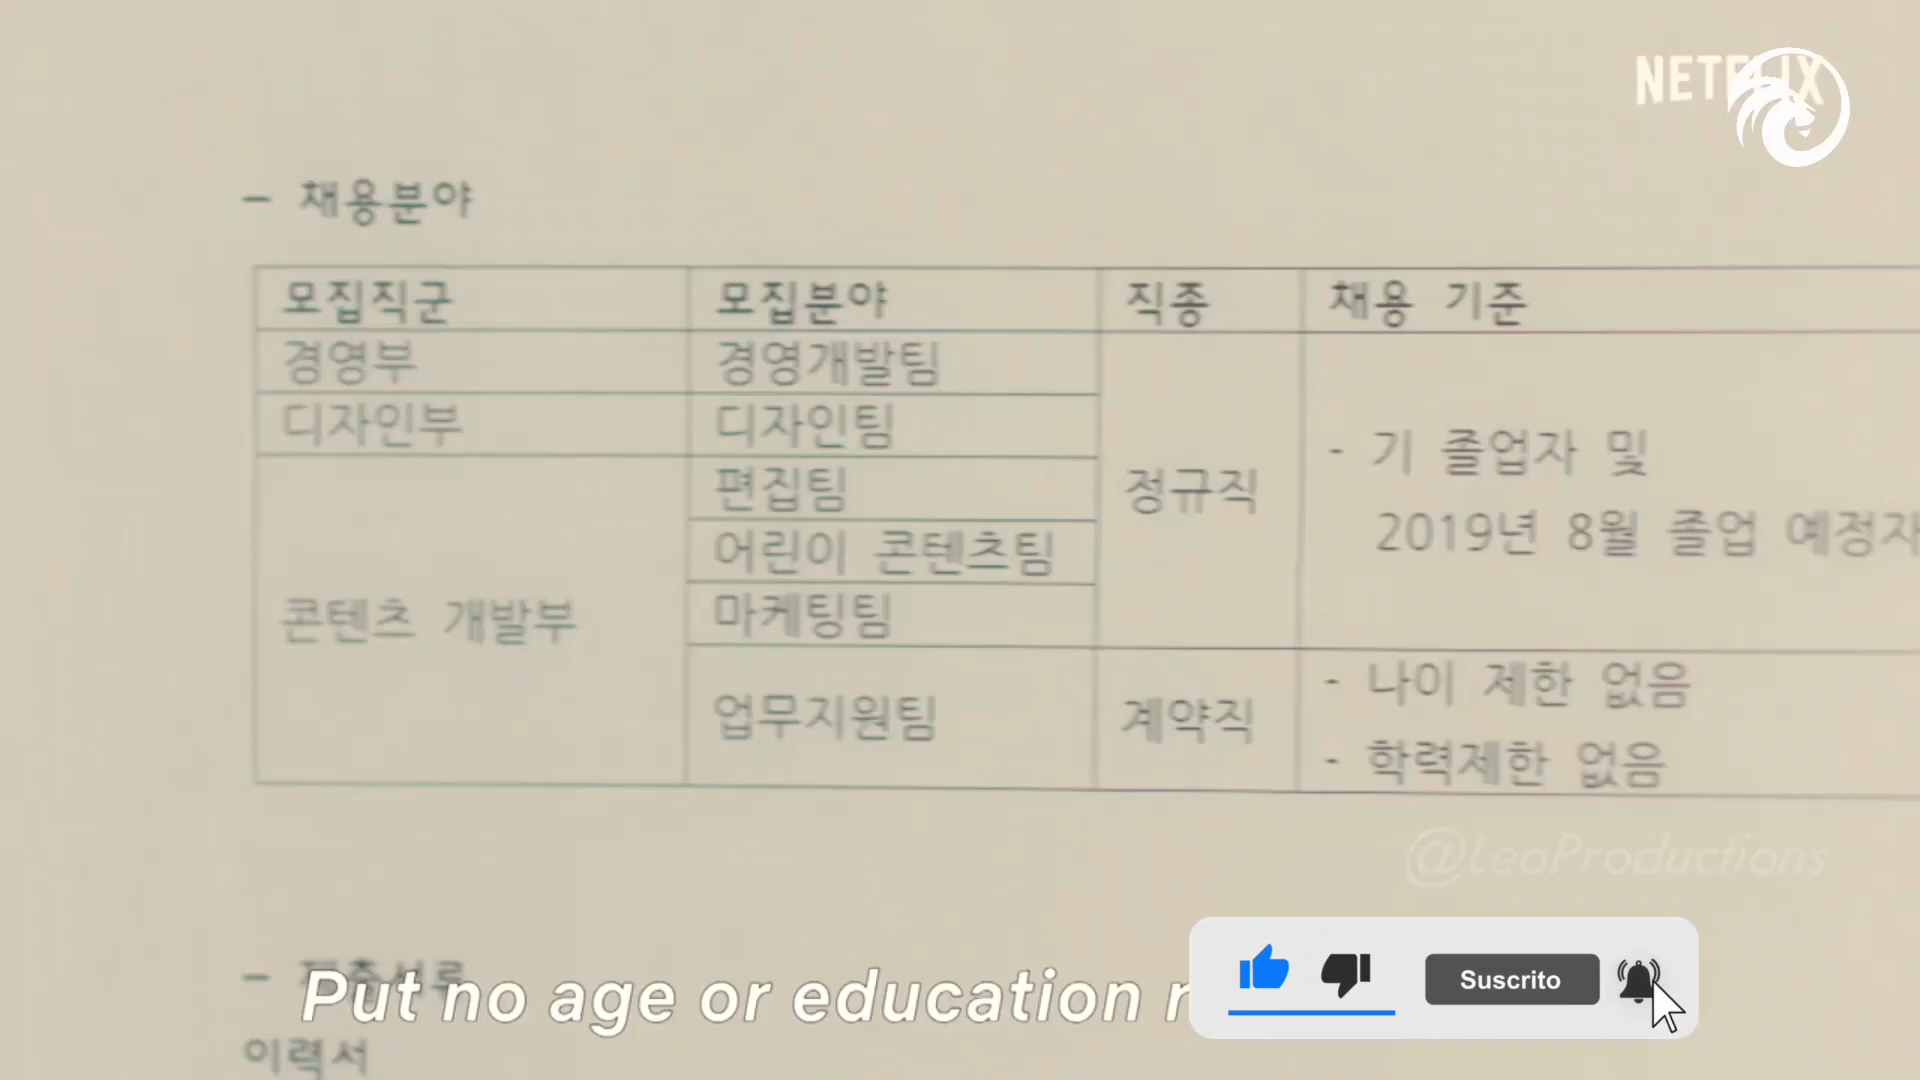 NETFLIX
- 채용분야
모집직군 모집분야 직종 채용 기준
경영부 경영개발팀
디자인부 디자인팀
편집팀
정규직
- 기 졸업자 및
2019년 8월 졸업 예정자
어린이 콘텐츠팀
콘텐츠 개발부
마케팅팀
업무지원팀 계약직
- 나이 제한 없음
- 학력제한 없음
@LeoProductions
Put no age or education
Suscrito
이력서